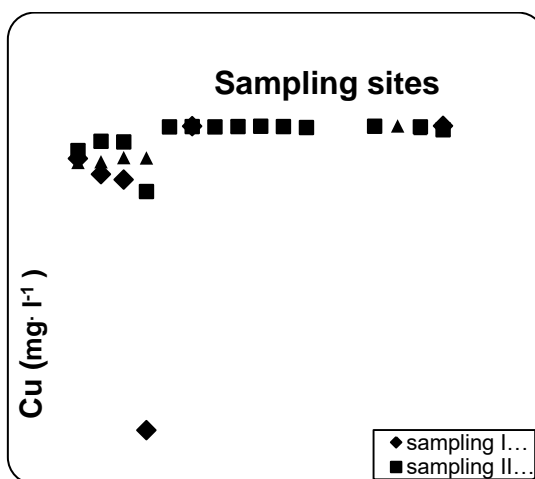 Sampling sites
Cu (mg· l-1 )
sampling I…
sampling II…